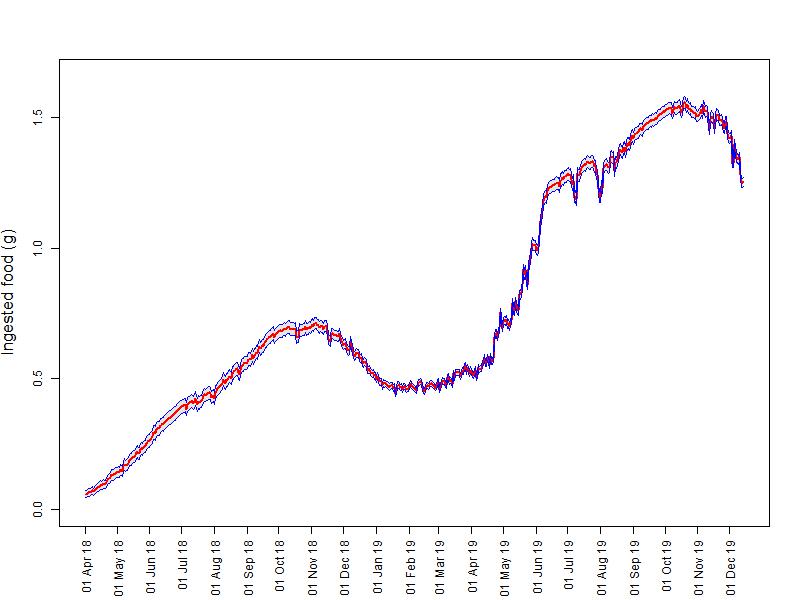 Ingested food (g)
1.5
1.0
0.5
0.0
01 Apr 18
01 May 18
01 Jun 18
01 Jul 18
01 Aug 18
01 Sep 18
01 Oct 18
01 Nov 18
01 Dec 18
01 Jan 19
01 Feb 19
01 Mar 19
01 Apr 19
01 May 19
01 Jun 19
01 Jul 19
01 Aug 19
01 Sep 19
01 Oct 19
01 Nov 19
01 Dec 19